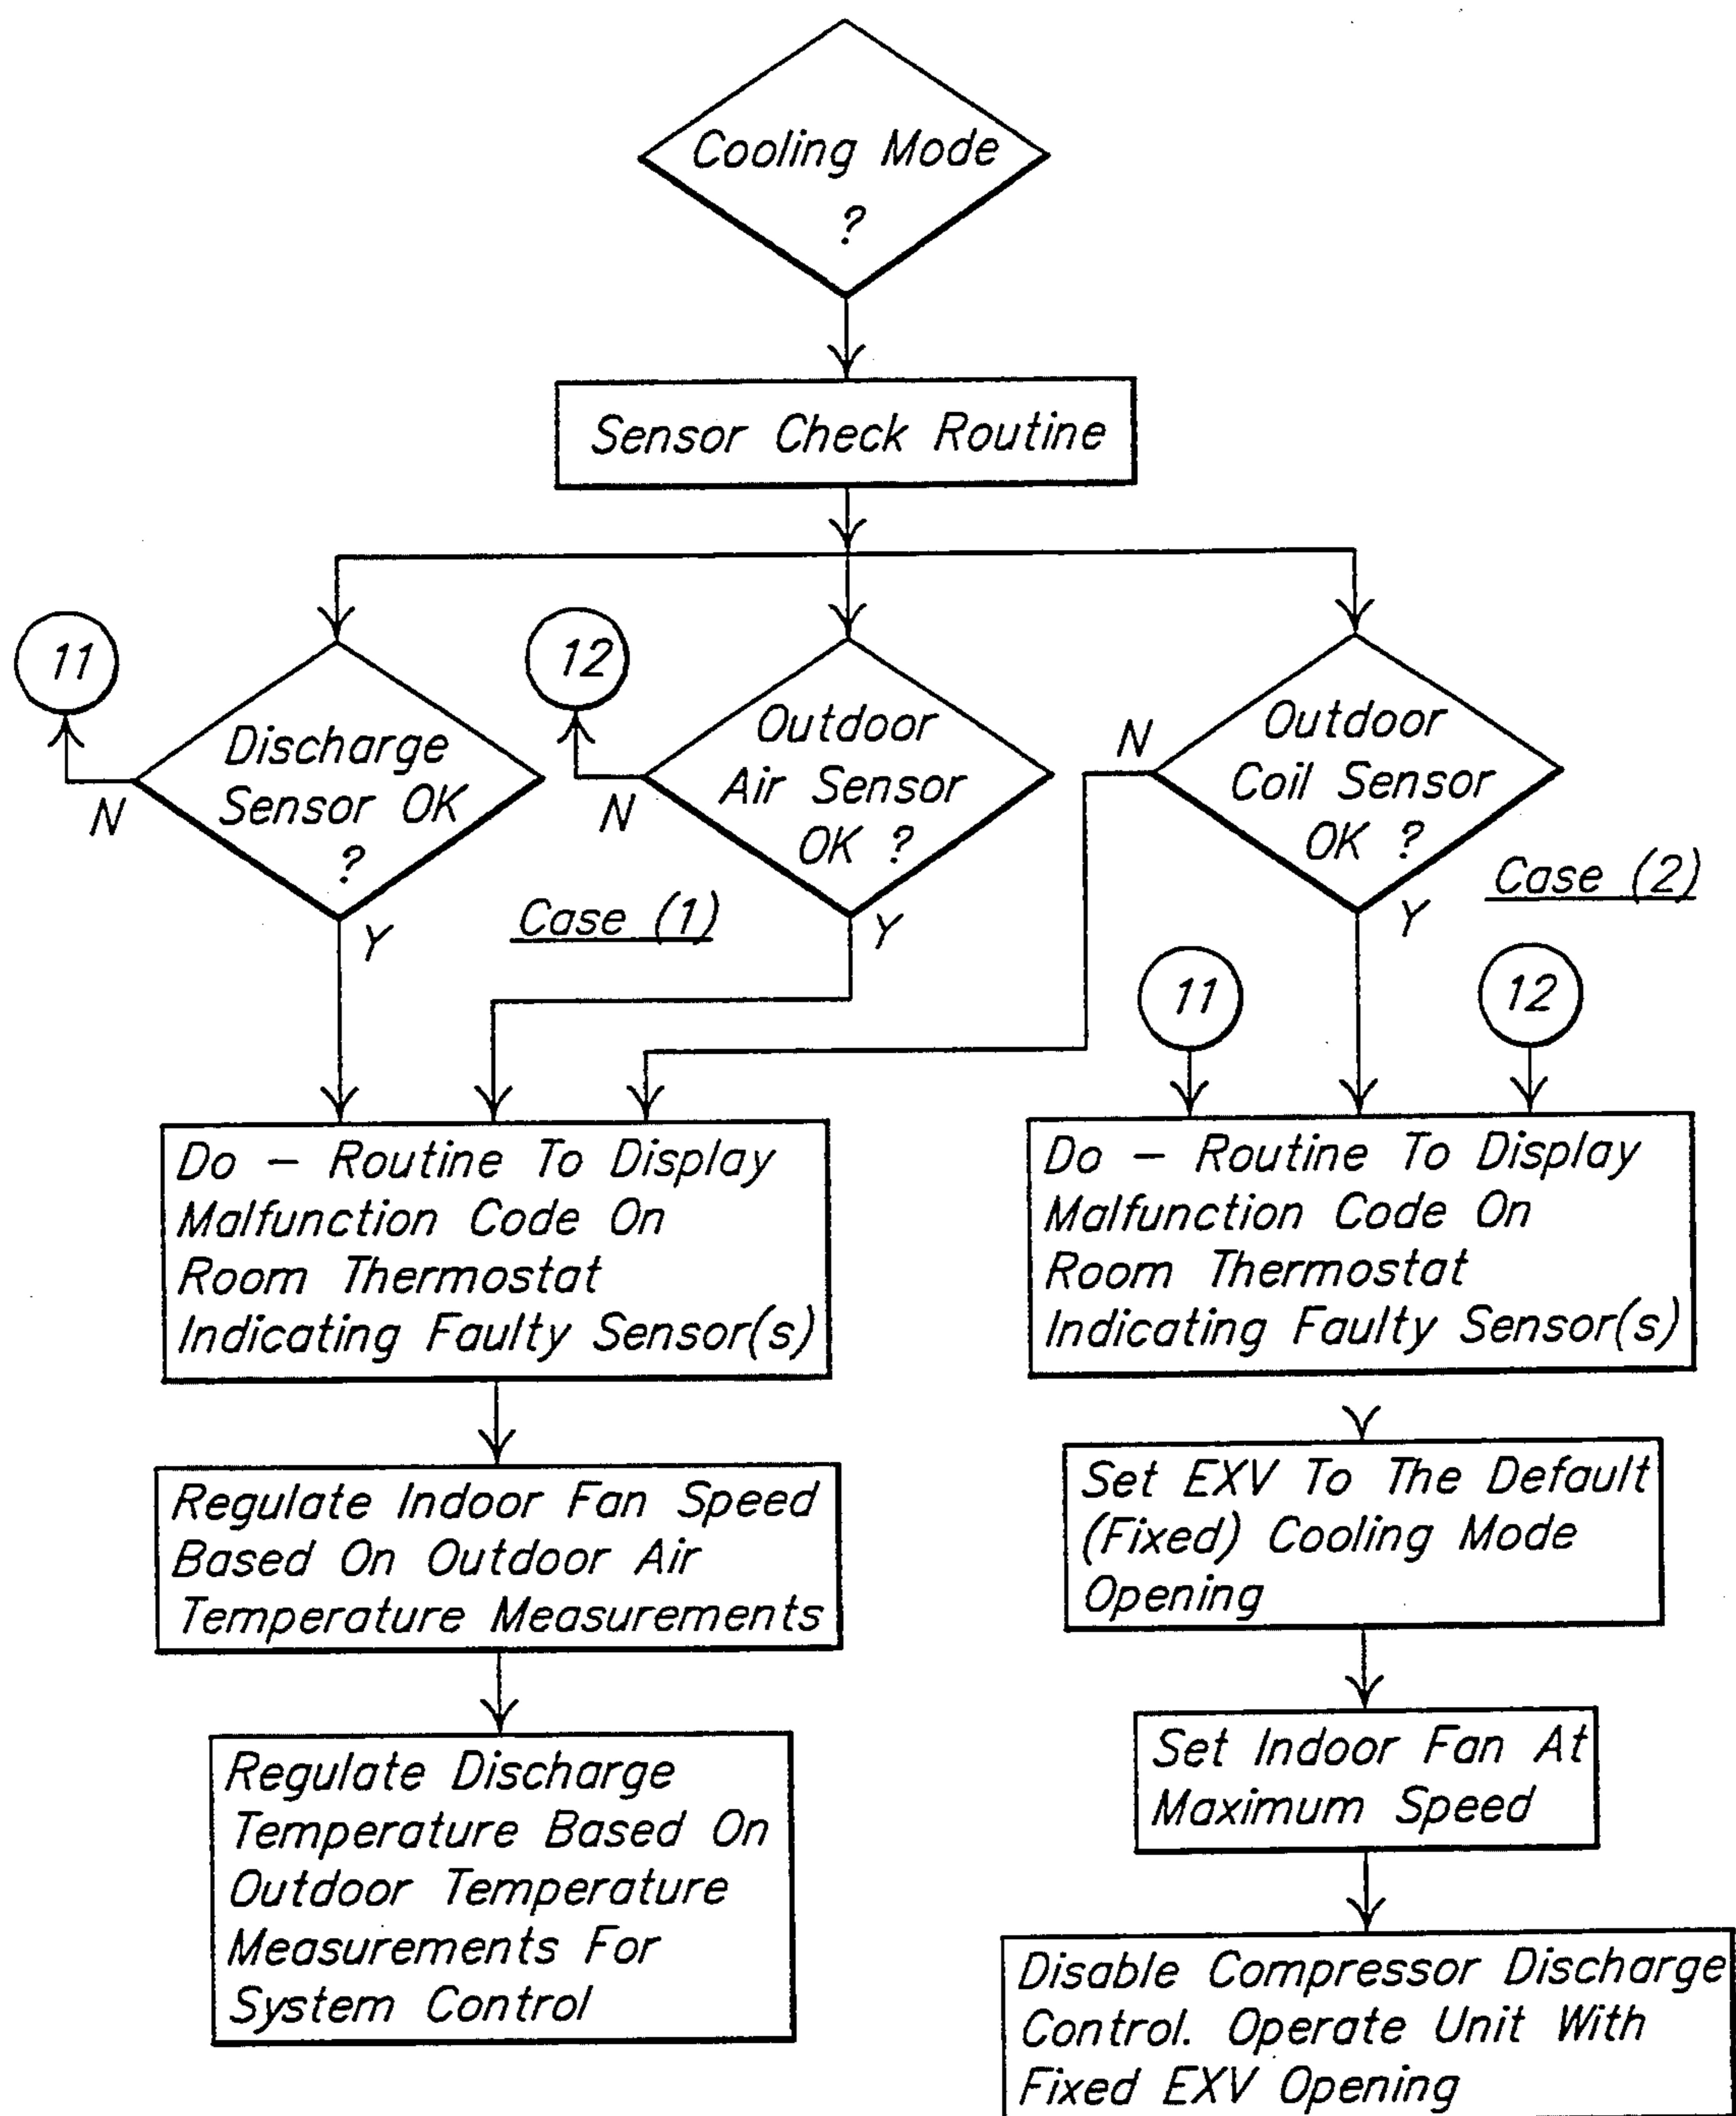 Cooling Mode
?
Sensor Check Routine
11
Discharge
Sensor OK
?
N
Y
12
Outdoor
Air Sensor
OK ?
N
Y
Case (1)
N
Outdoor
Coil Sensor
OK ?
Y
Case (2)
11
12
Do – Routine To Display
Malfunction Code On
Room Thermostat
Indicating Faulty Sensor(s)
Regulate Indoor Fan Speed
Based On Outdoor Air
Temperature Measurements
Regulate Discharge
Temperature Based On
Outdoor Temperature
Measurements For
System Control
Do – Routine To Display
Malfunction Code On
Room Thermostat
Indicating Faulty Sensor(s)
Set EXV To The Default
(Fixed) Cooling Mode
Opening
Set Indoor Fan At
Maximum Speed
Disable Compressor Discharge
Control. Operate Unit With
Fixed EXV Opening